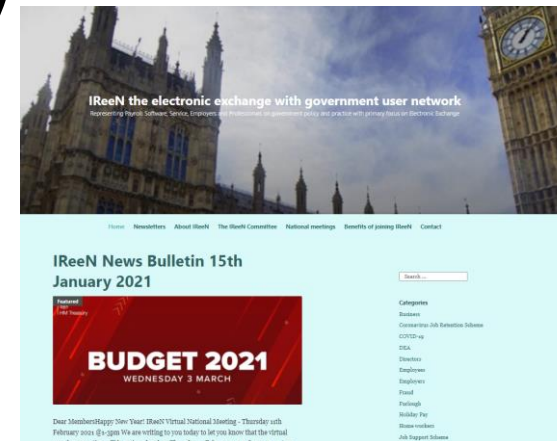 IReeN the electronic exchange with government user network
Representing Payroll Software, Service, Employers and Professionals on government policy and practice with primary focus on Electronic Exchange
Home Newsletters About IReeN The IReeN Committee National meetings Benefits of joining IReeN Contact
IReeN News Bulletin 15th
January 2021
Featured
HM Treasury
BUDGET 2021
WEDNESDAY 3 MARCH
Dear MembersHappy New Year! IReeN Virtual National Meeting - Thursday 11th
February 2021 @1-3pm We are writing to you today to let you know that the virtual
Search ...
Categories
Business
Coronavirus Job Retention Scheme
COVID-19
Directors
Employees
Employers
Fraud
Furlough
Holiday Pay
Home-workers
Job Support Scheme